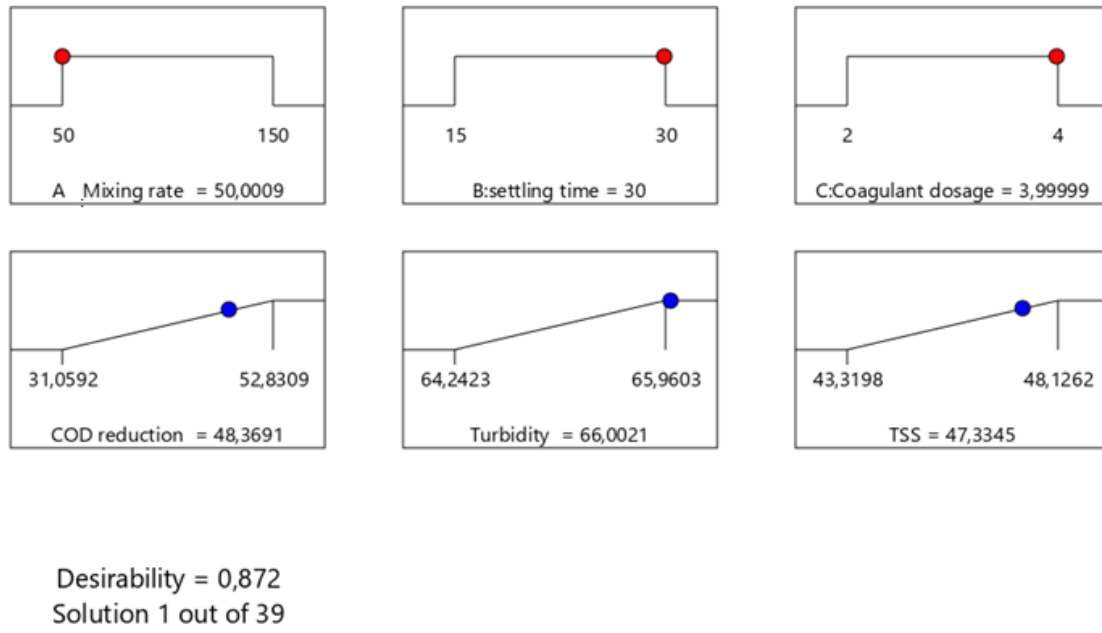 50 150
A Mixing rate = 50,0009
15 30
B:settling time = 30
2 4
C:Coagulant dosage = 3,99999
31,0592 52,8309
COD reduction = 48,3691
64,2423 65,9603
Turbidity = 66,0021
43,3198 48,1262
TSS = 47,3345
Desirability = 0,872
Solution 1 out of 39